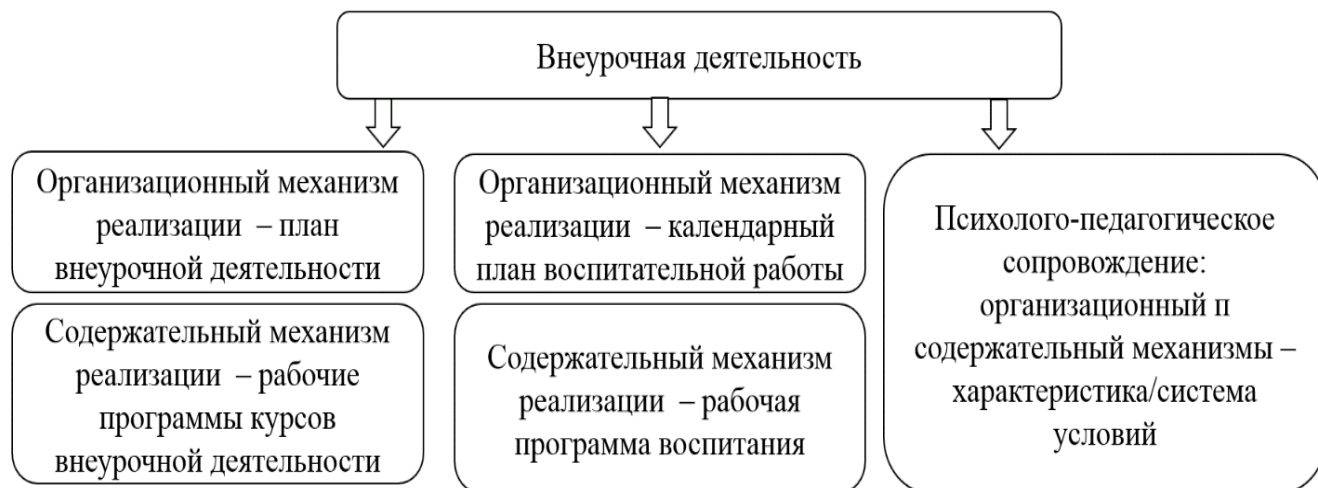 Внеурочная деятельность
Организационный механизм
реализации – план
внеурочной деятельности
Содержательный механизм
реализации – рабочие
программы курсов
внеурочной деятельности
Организационный механизм
реализации – календарный
план воспитательной работы
Содержательный механизм
реализации – рабочая
программа воспитания
Психолого-педагогическое
сопровождение:
организационный п
содержательный механизмы –
характеристика/система
условий